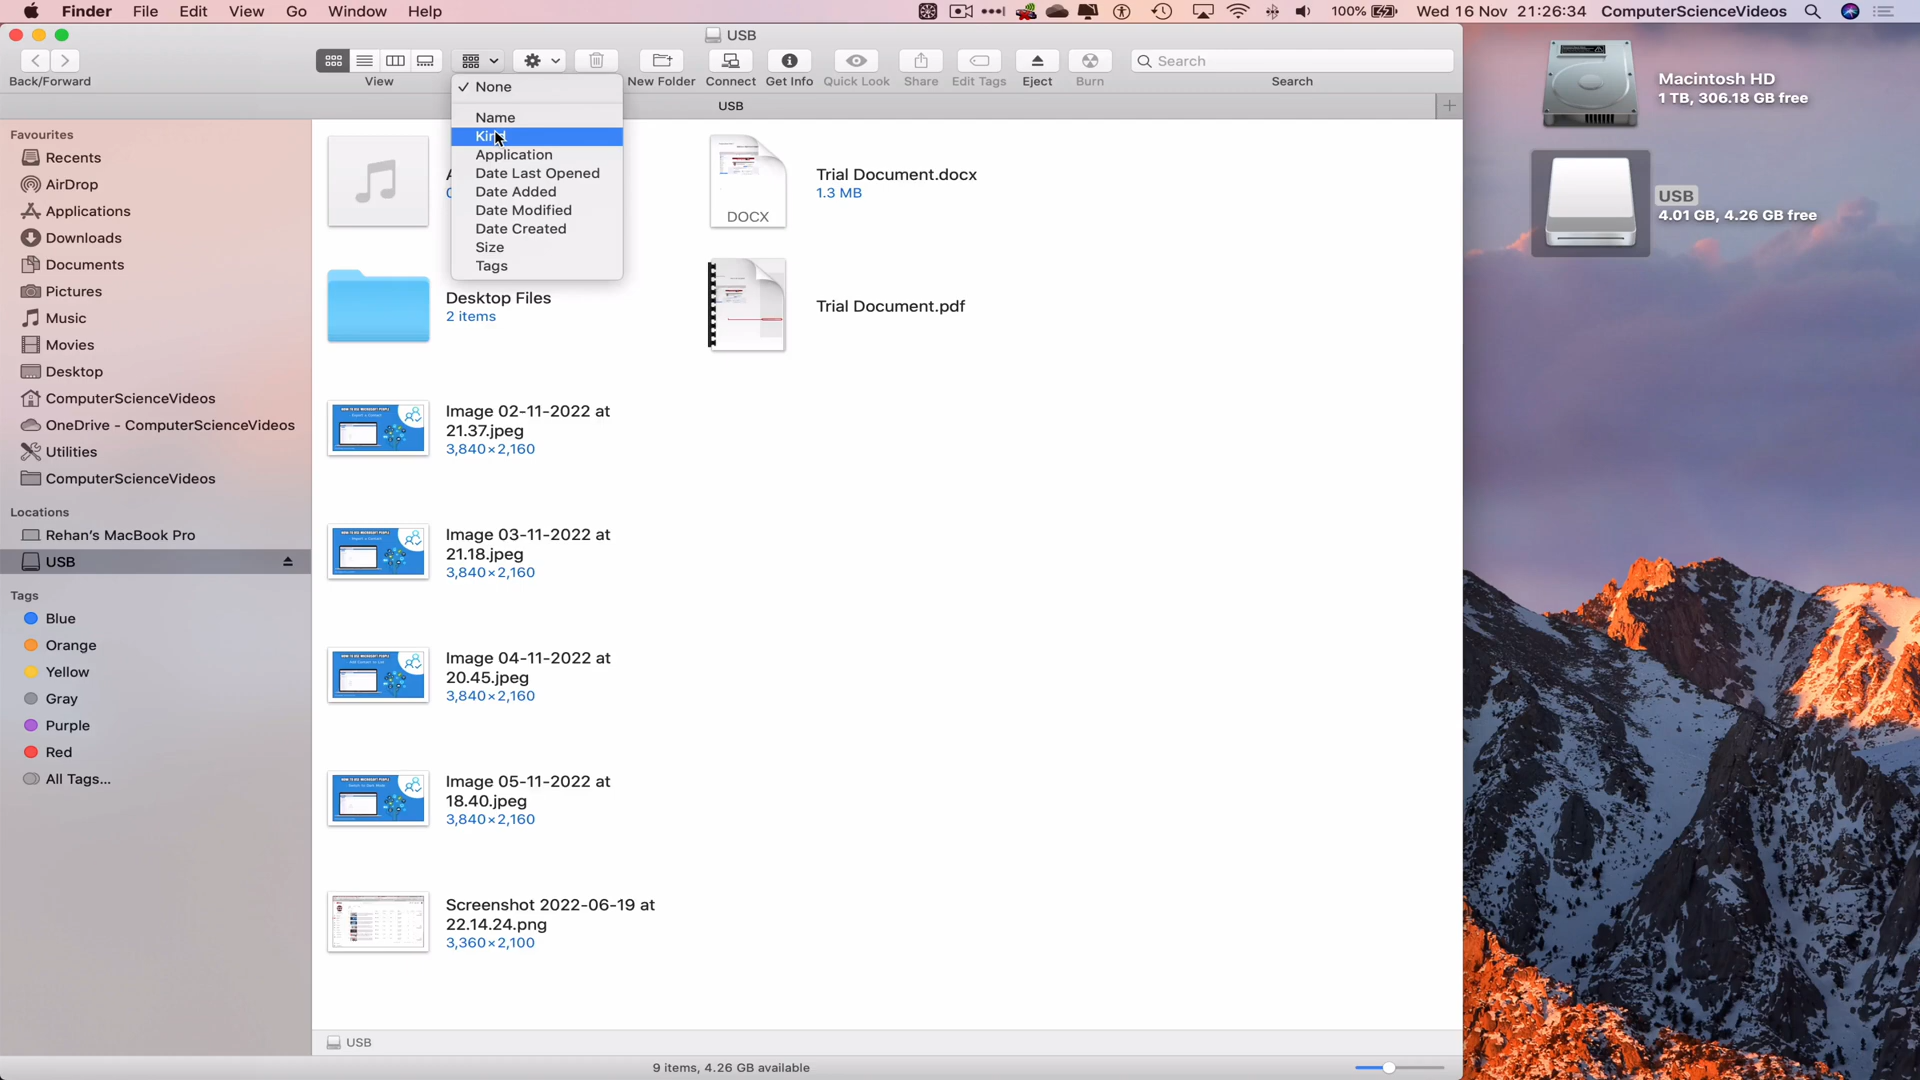 Finder File Edit View Go Window Help
100% Wed 16 Nov 21:26:34 ComputerScienceVideos
USB
Search
Back/Forward View New Folder Connect Get Info Quick Look Share Edit Tags Eject Burn Search
USB
None
Name
Kind
Application
Date Last Opened
Date Added
Date Modified
Date Created
Size
Tags
Favourites
Recents
AirDrop
Applications
Downloads
Documents
Pictures
Music
Movies
Desktop
ComputerScienceVideos
OneDrive - ComputerScienceVideos
Utilities
ComputerScienceVideos
Locations
Rehan's MacBook Pro
USB
Tags
Blue
Orange
Yellow
Gray
Purple
Red
All Tags...
Desktop Files
2 items
Image 02-11-2022 at
21.37.jpeg
3,840×2,160
Image 03-11-2022 at
21.18.jpeg
3,840×2,160
Image 04-11-2022 at
20.45.jpeg
3,840×2,160
Image 05-11-2022 at
18.40.jpeg
3,840×2,160
Screenshot 2022-06-19 at
22.14.24.png
3,360×2,100
DOCX
Trial Document.docx
1.3 MB
Trial Document.pdf
USB
9 items, 4.26 GB available
Macintosh HD
1 TB, 306.18 GB free
USB
4.01 GB, 4.26 GB free